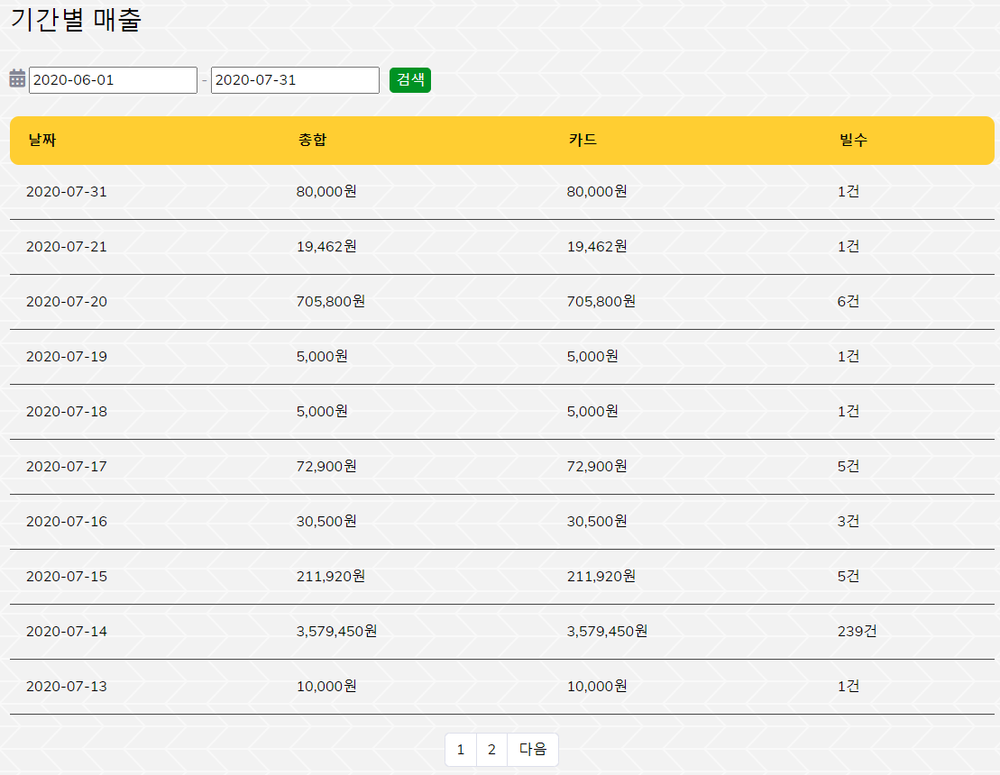 기간별 매출
2020-06-01 - 2020-07-31 검색
날짜 총합 카드 빌수
2020-07-31 80,000원 80,000원 1건
2020-07-21 19,462원 19,462원 1건
2020-07-20 705,800원 705,800원 6건
2020-07-19 5,000원 5,000원 1건
2020-07-18 5,000원 5,000원 1건
2020-07-17 72,900원 72,900원 5건
2020-07-16 30,500원 30,500원 3건
2020-07-15 211,920원 211,920원 5건
2020-07-14 3,579,450원 3,579,450원 239건
2020-07-13 10,000원 10,000원 1건
1 2 다음